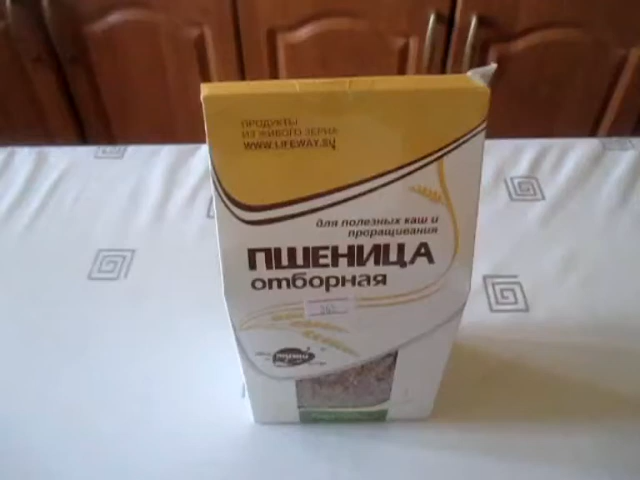 ПРОДУКТЫ
ИЗ ЖИВОГО ЗЕРНА
WWW.LIFEWAY.SU
для полезных каш и
проращивания
ПШЕНИЦА
отборная